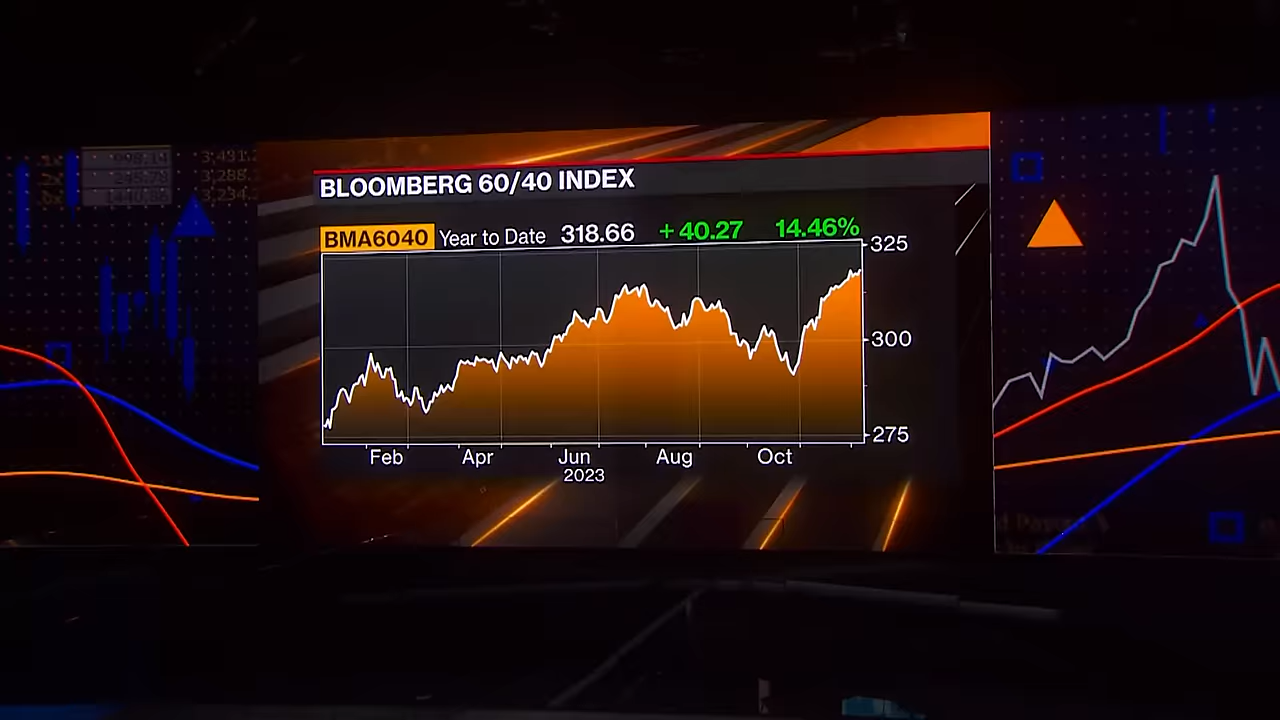 BLOOMBERG 60/40 INDEX
BMA6040 Year to Date 318.66 +40.27 14.46%
325
300
275
Feb Apr Jun Aug Oct
2023